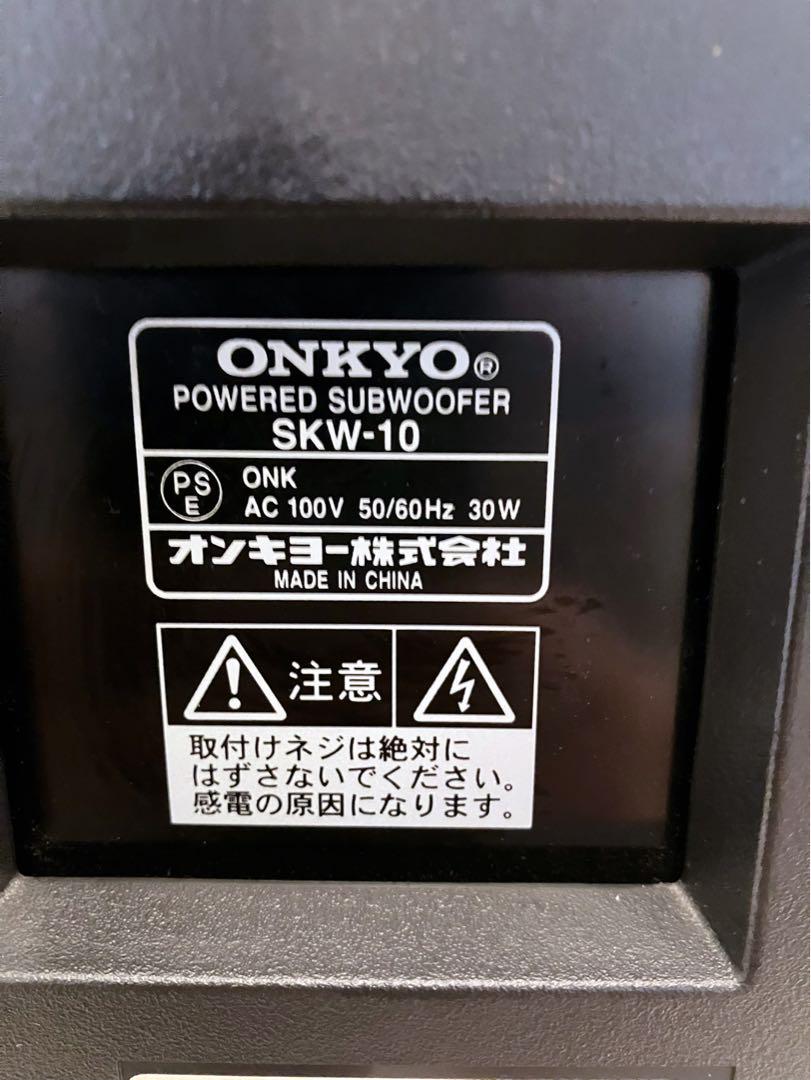 ONKYO®
POWERED SUBWOOFER
SKW-10
PS
E
ONK
AC 100V 50/60Hz 30W
オンキヨー株式会社
MADE IN CHINA
注意
取付けネジは絶対に
はずさないでください。
感電の原因になります。